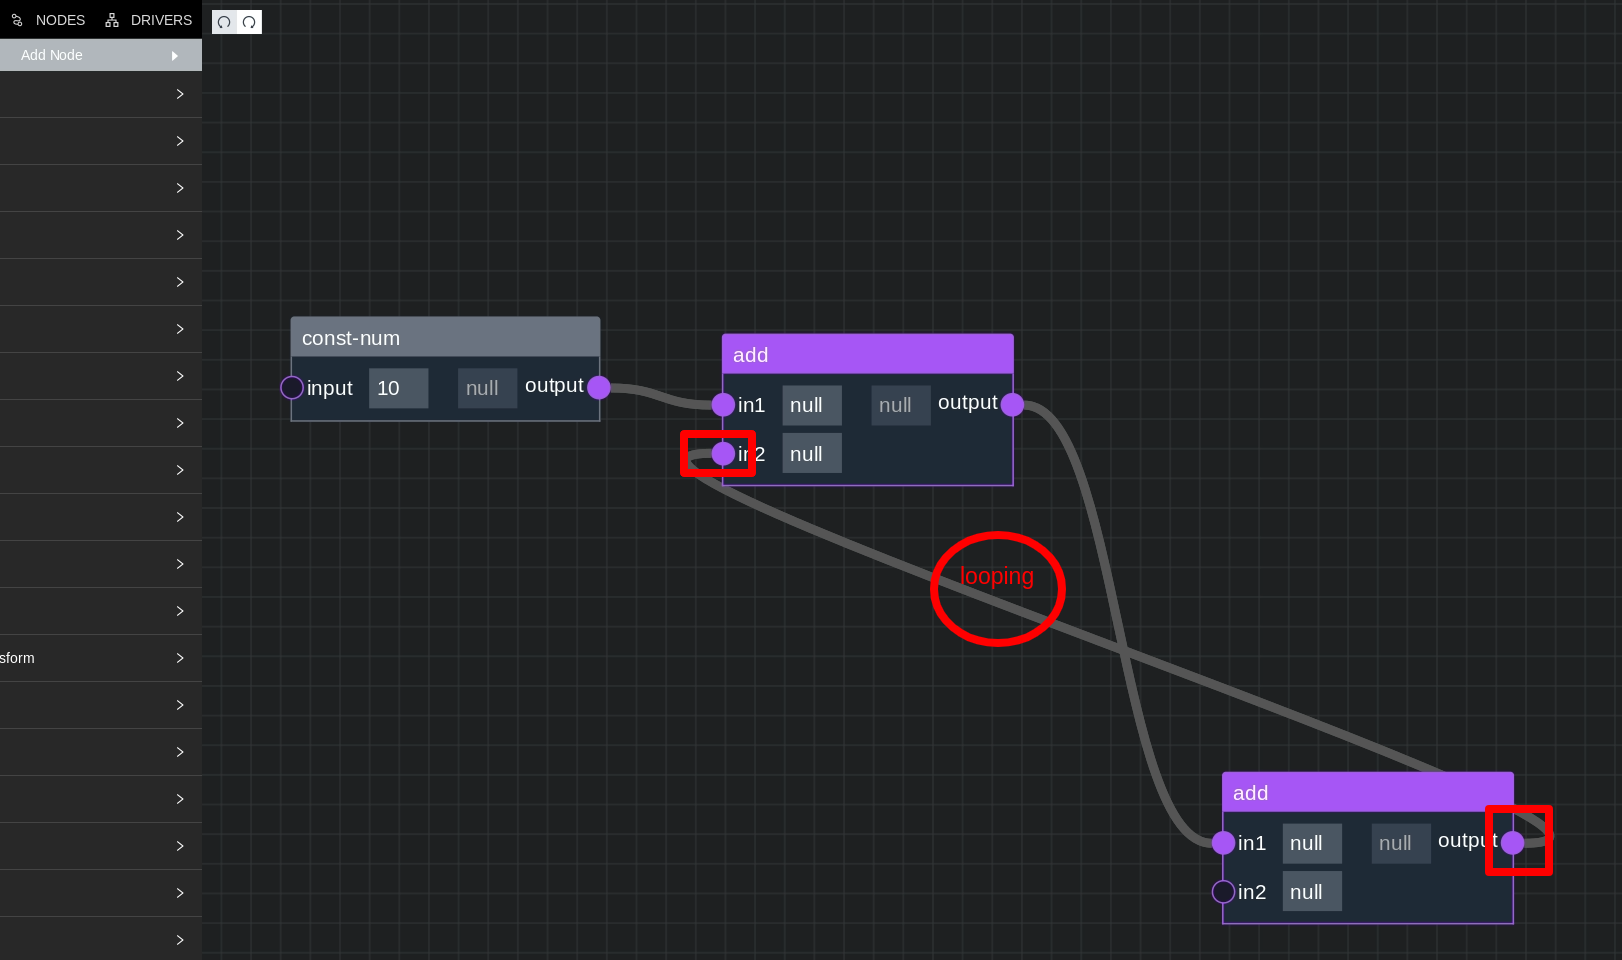 NODES DRIVERS
Add Node
sform
const-num
input 10 null output
add
in1 null null output
in2 null
looping
add
in1 null null output
in2 null